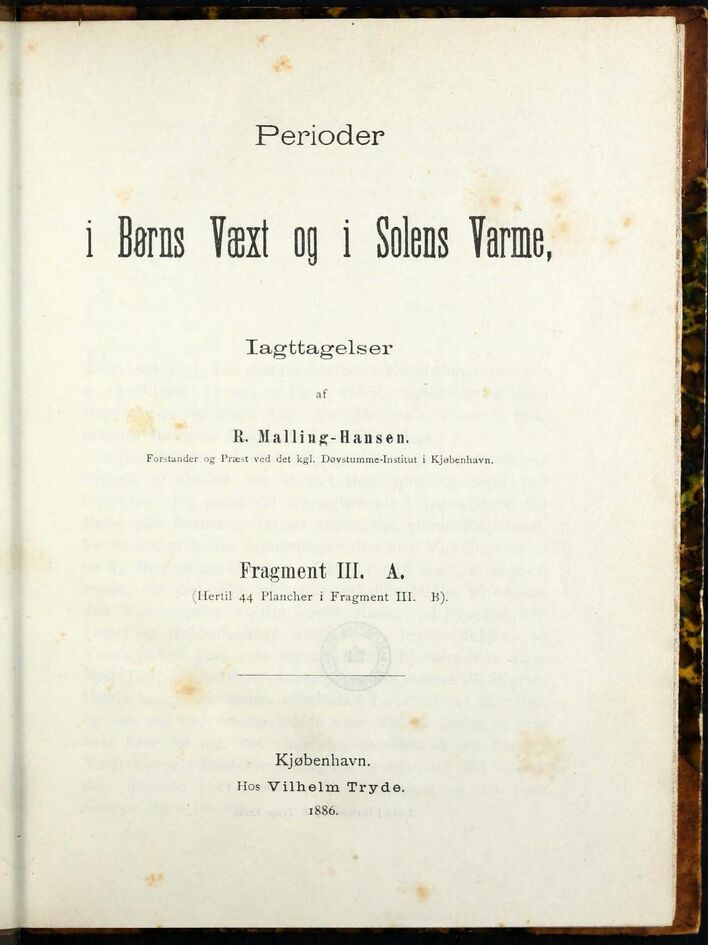 Perioder
i Børns Væxt og i Solens Varme,
Iagttagelser
af
R. Malling-Hansen.
Forstander og Præst ved det kgl. Døvstumme-Institut i Kjøbenhavn.
Fragment III. A.
(Hertil 44 Plancher i Fragment III. B).
Kjøbenhavn.
Hos Vilhelm Tryde.
1886.